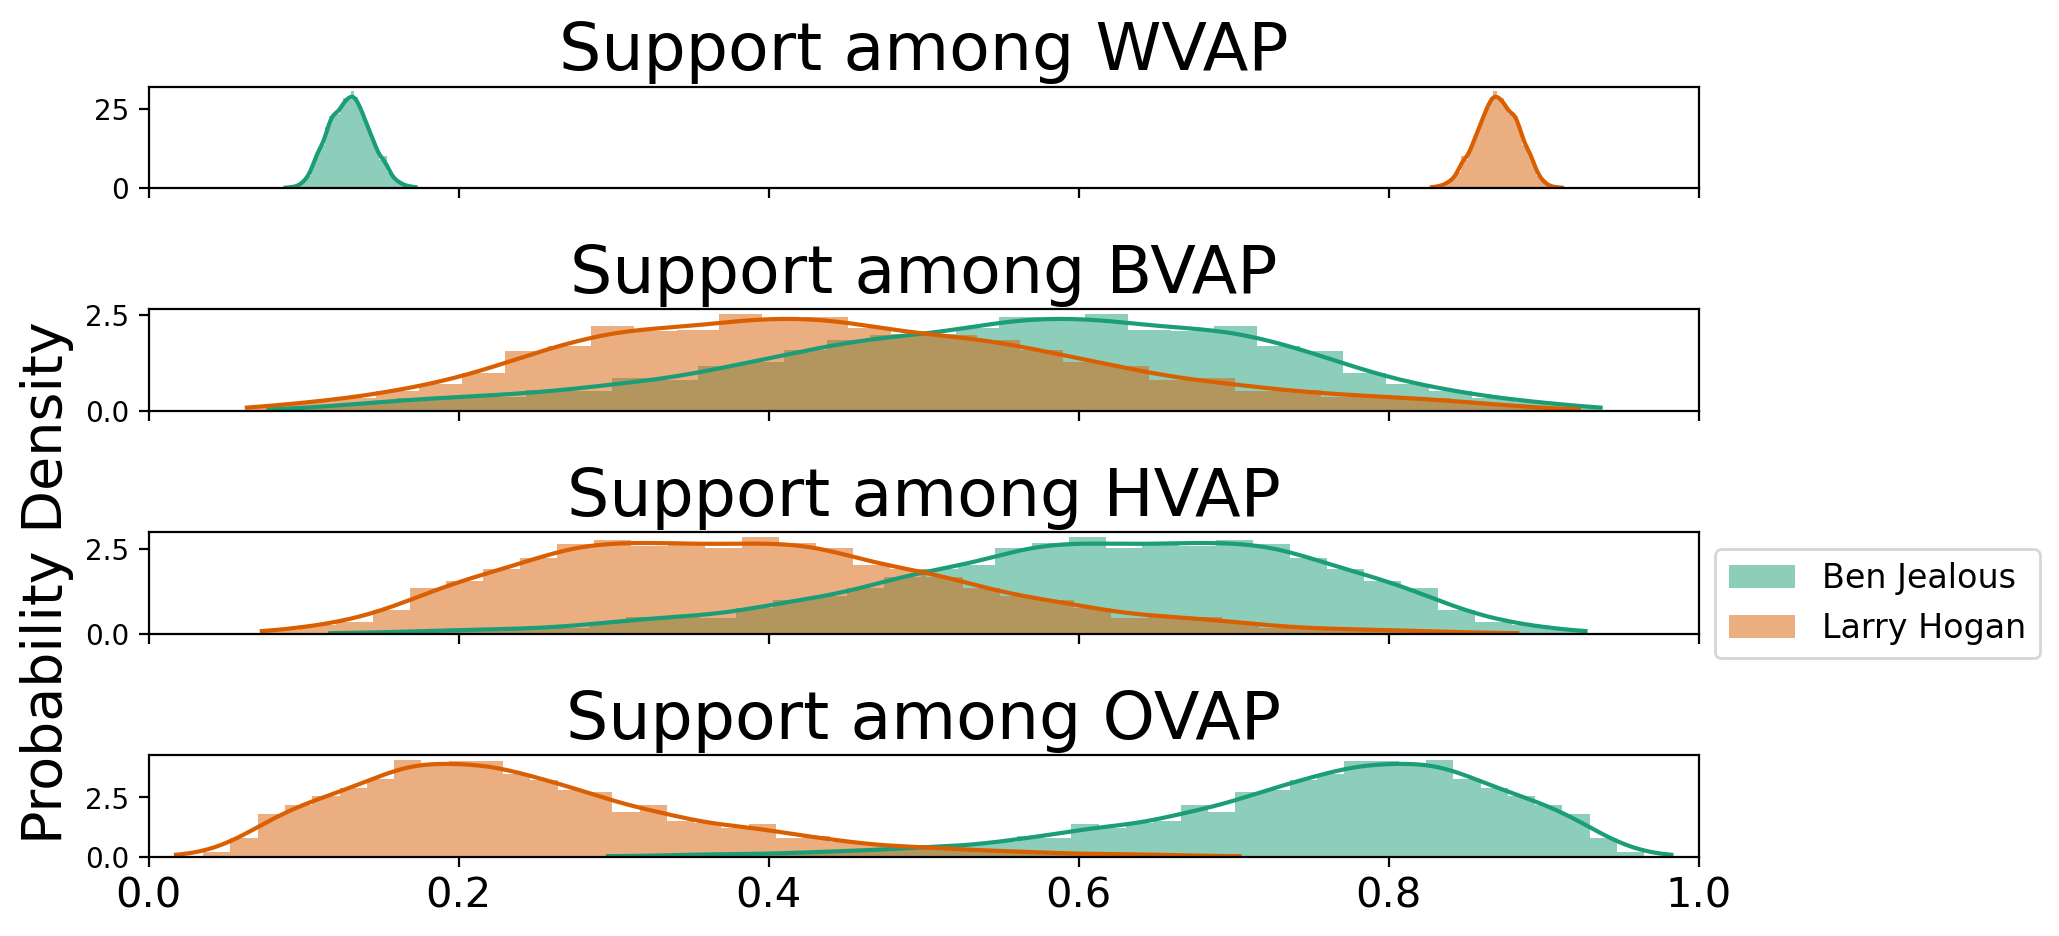 Support among WVAP
25
0
Support among BVAP
2.5
0.0
Support among HVAP
2.5
0.0
Support among OVAP
2.5
0.0
0.0 0.2 0.4 0.6 0.8 1.0
Probability Density
Ben Jealous
Larry Hogan